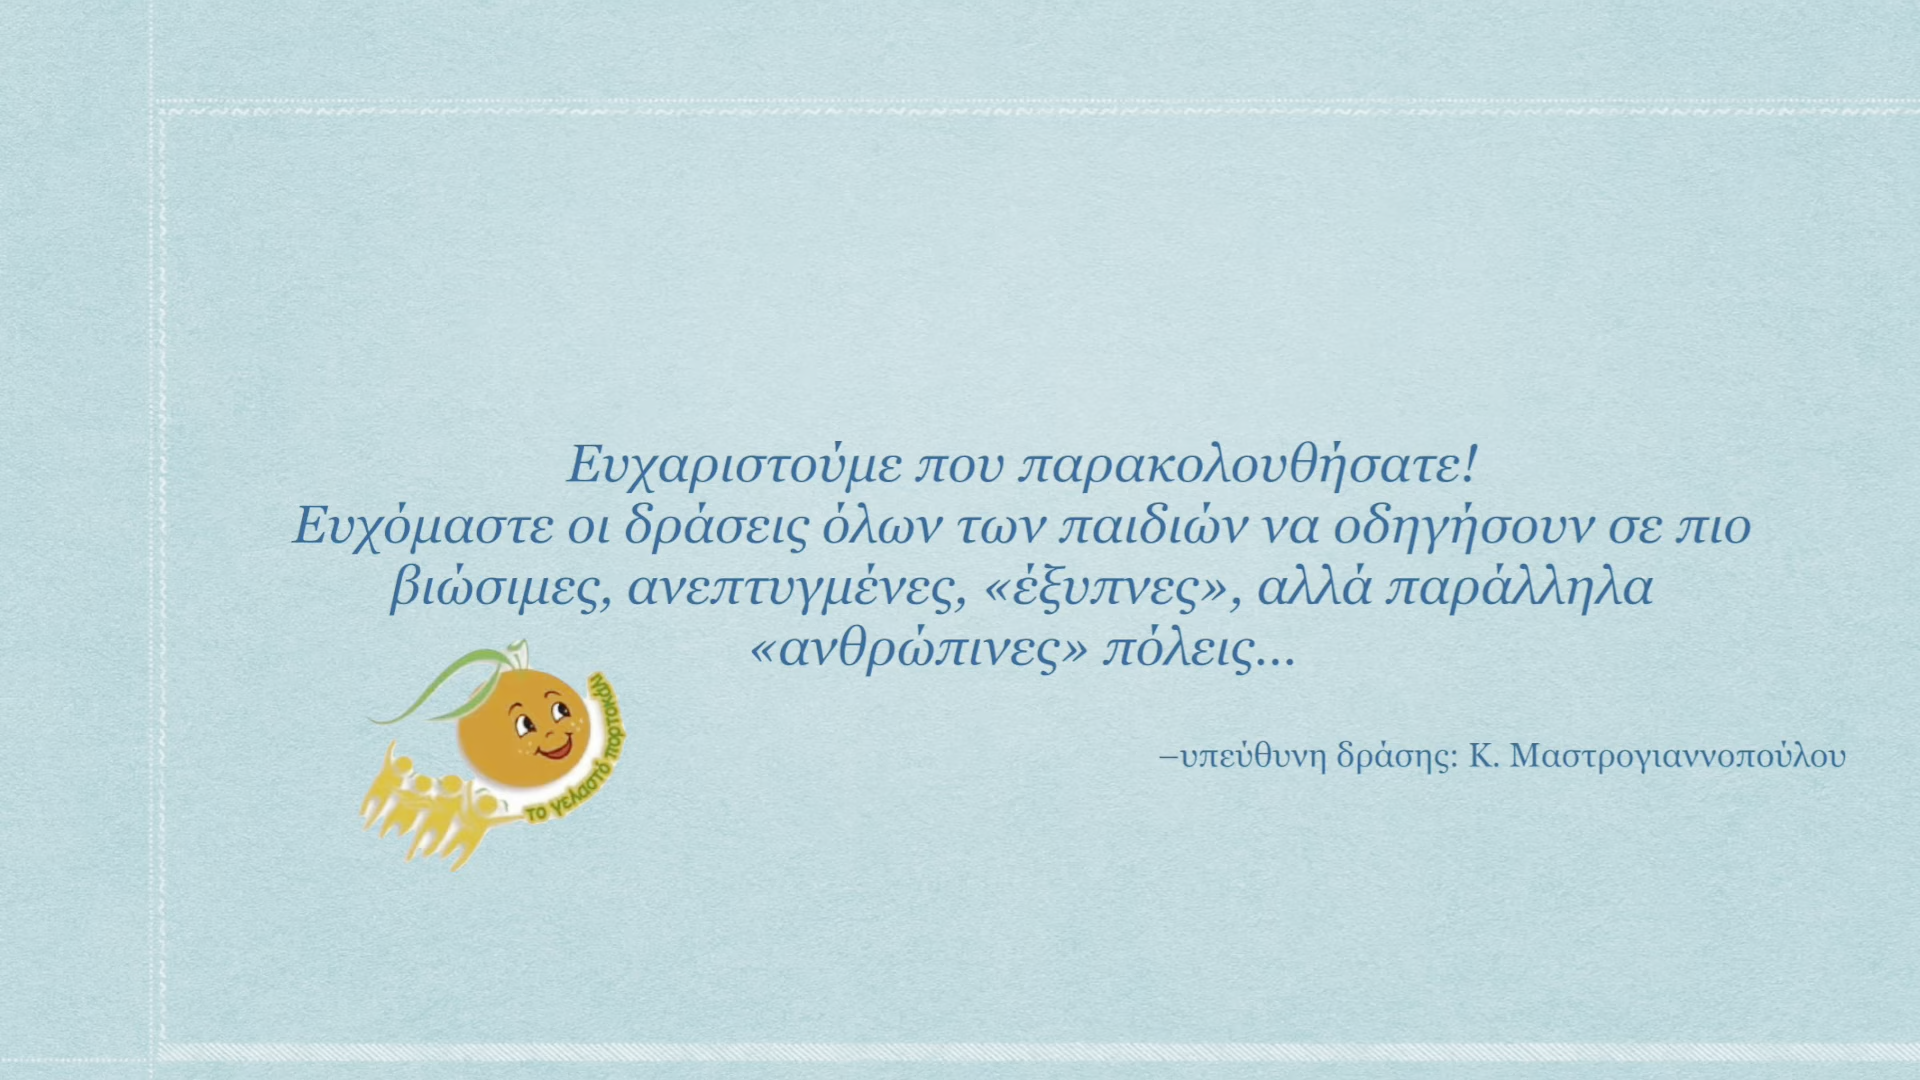 Ευχαριστούμε που παρακολουθήσατε!
Ευχόμαστε οι δράσεις όλων των παιδιών να οδηγήσουν σε πιο
βιώσιμες, ανεπτυγμένες, «έξυπνες», αλλά παράλληλα
«ανθρώπινες» πόλεις...
το γελαστό πορτοκάλι
–υπεύθυνη δράσης: Κ. Μαστρογιαννοπούλου